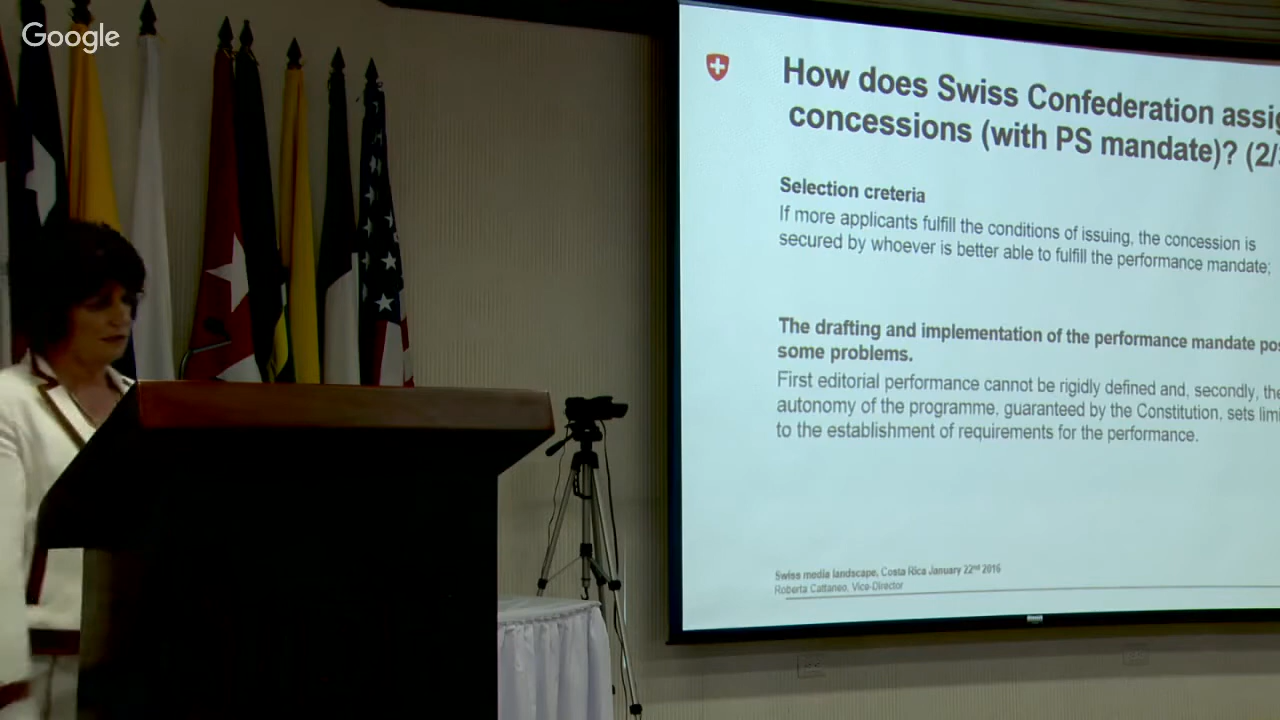 Google
How does Swiss Confederation assig
concessions (with PS mandate)? (2/3
Selection creteria
If more applicants fulfill the conditions of issuing, the concession is
secured by whoever is better able to fulfill the performance mandate;
The drafting and implementation of the performance mandate pos
some problems.
First editorial performance cannot be rigidly defined and, secondly, the
autonomy of the programme, guaranteed by the Constitution, sets lim
to the establishment of requirements for the performance.
Swiss media landscape, Costa Rica January 22nd 2016
Roberta Cattaneo, Vice-Director